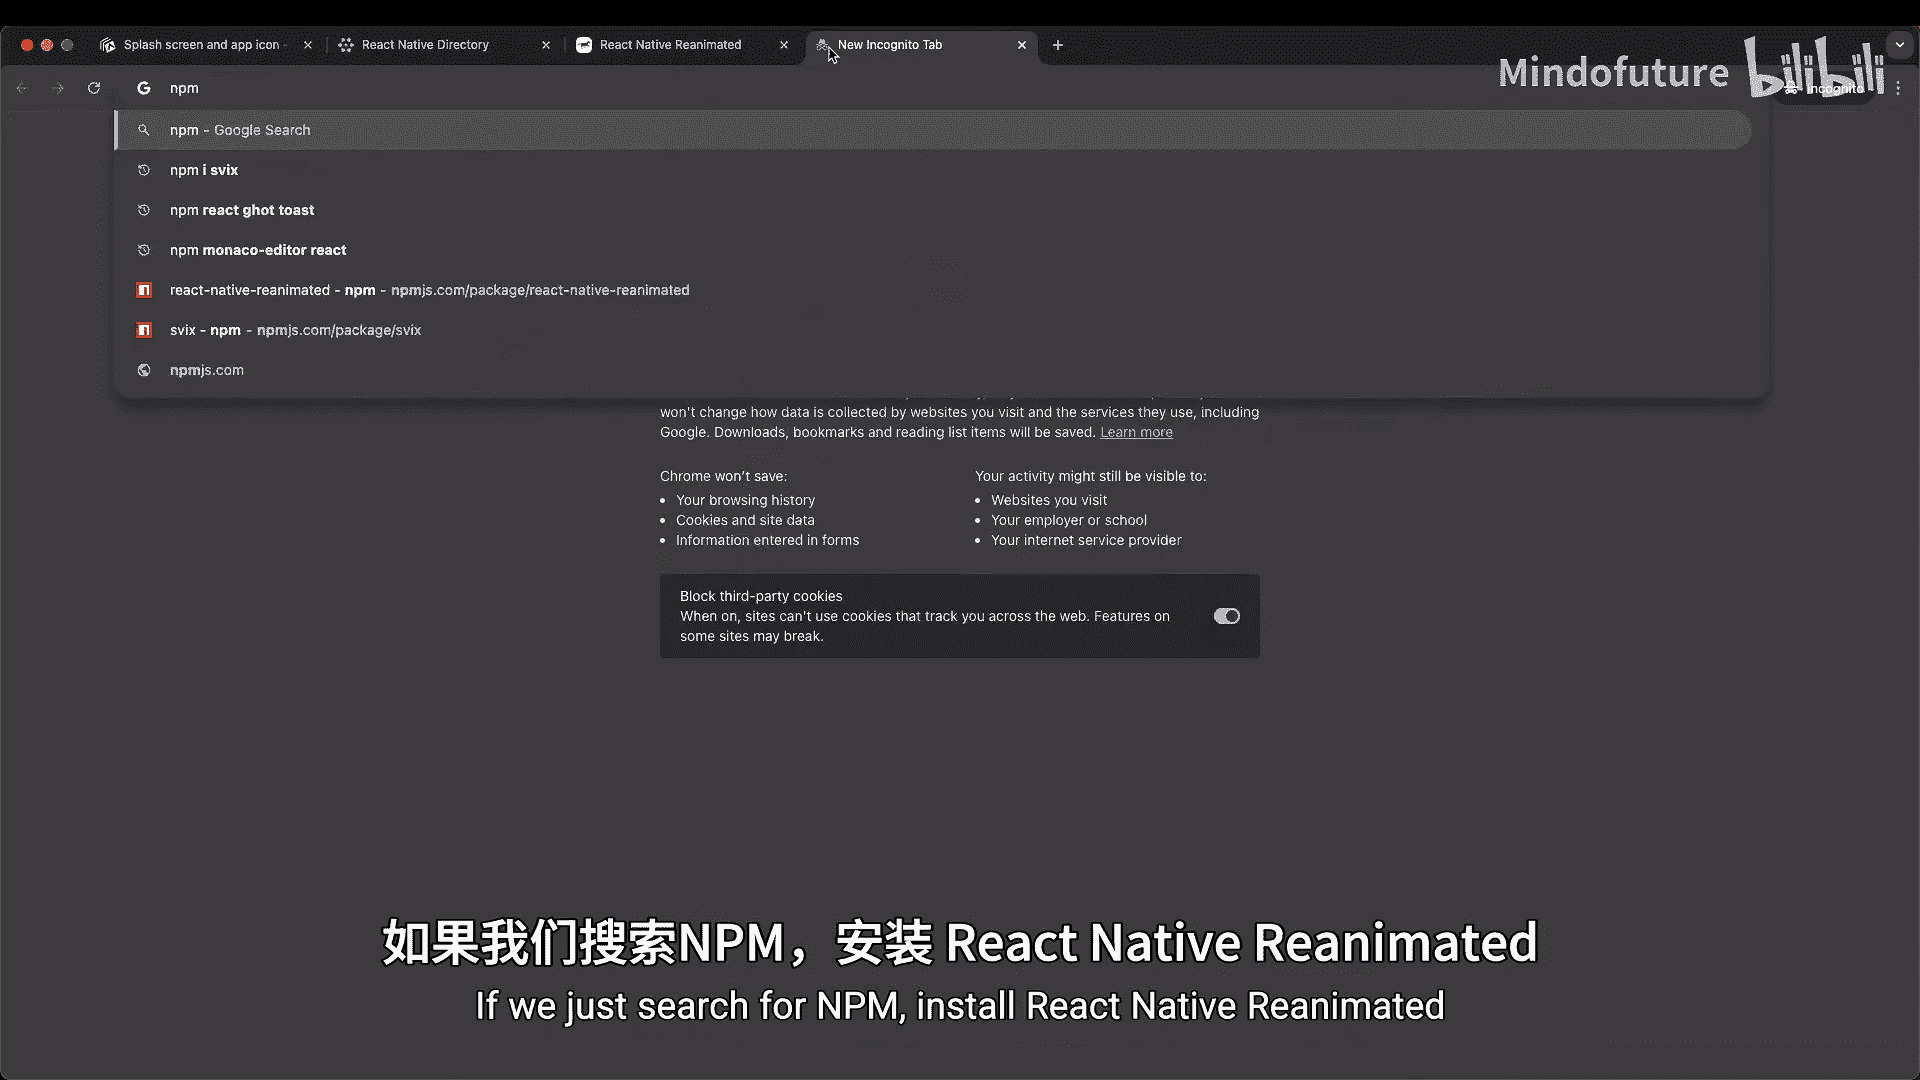 Splash screen and app icon
React Native Directory
React Native Reanimated
New Incognito Tab
Mindofuture
bilibili
npm
Incognito
npm - Google Search
npm i svix
npm react ghot toast
npm monaco-editor react
react-native-reanimated - npm - npmjs.com/package/react-native-reanimated
svix - npm - npmjs.com/package/svix
npmjs.com
won't change how data is collected by websites you visit and the services they use, including
Google. Downloads, bookmarks and reading list items will be saved. Learn more
Chrome won't save:
Your browsing history
Cookies and site data
Information entered in forms
Your activity might still be visible to:
Websites you visit
Your employer or school
Your internet service provider
Block third-party cookies
When on, sites can't use cookies that track you across the web. Features on
some sites may break.
如果我们搜索NPM，安装 React Native Reanimated
If we just search for NPM, install React Native Reanimated